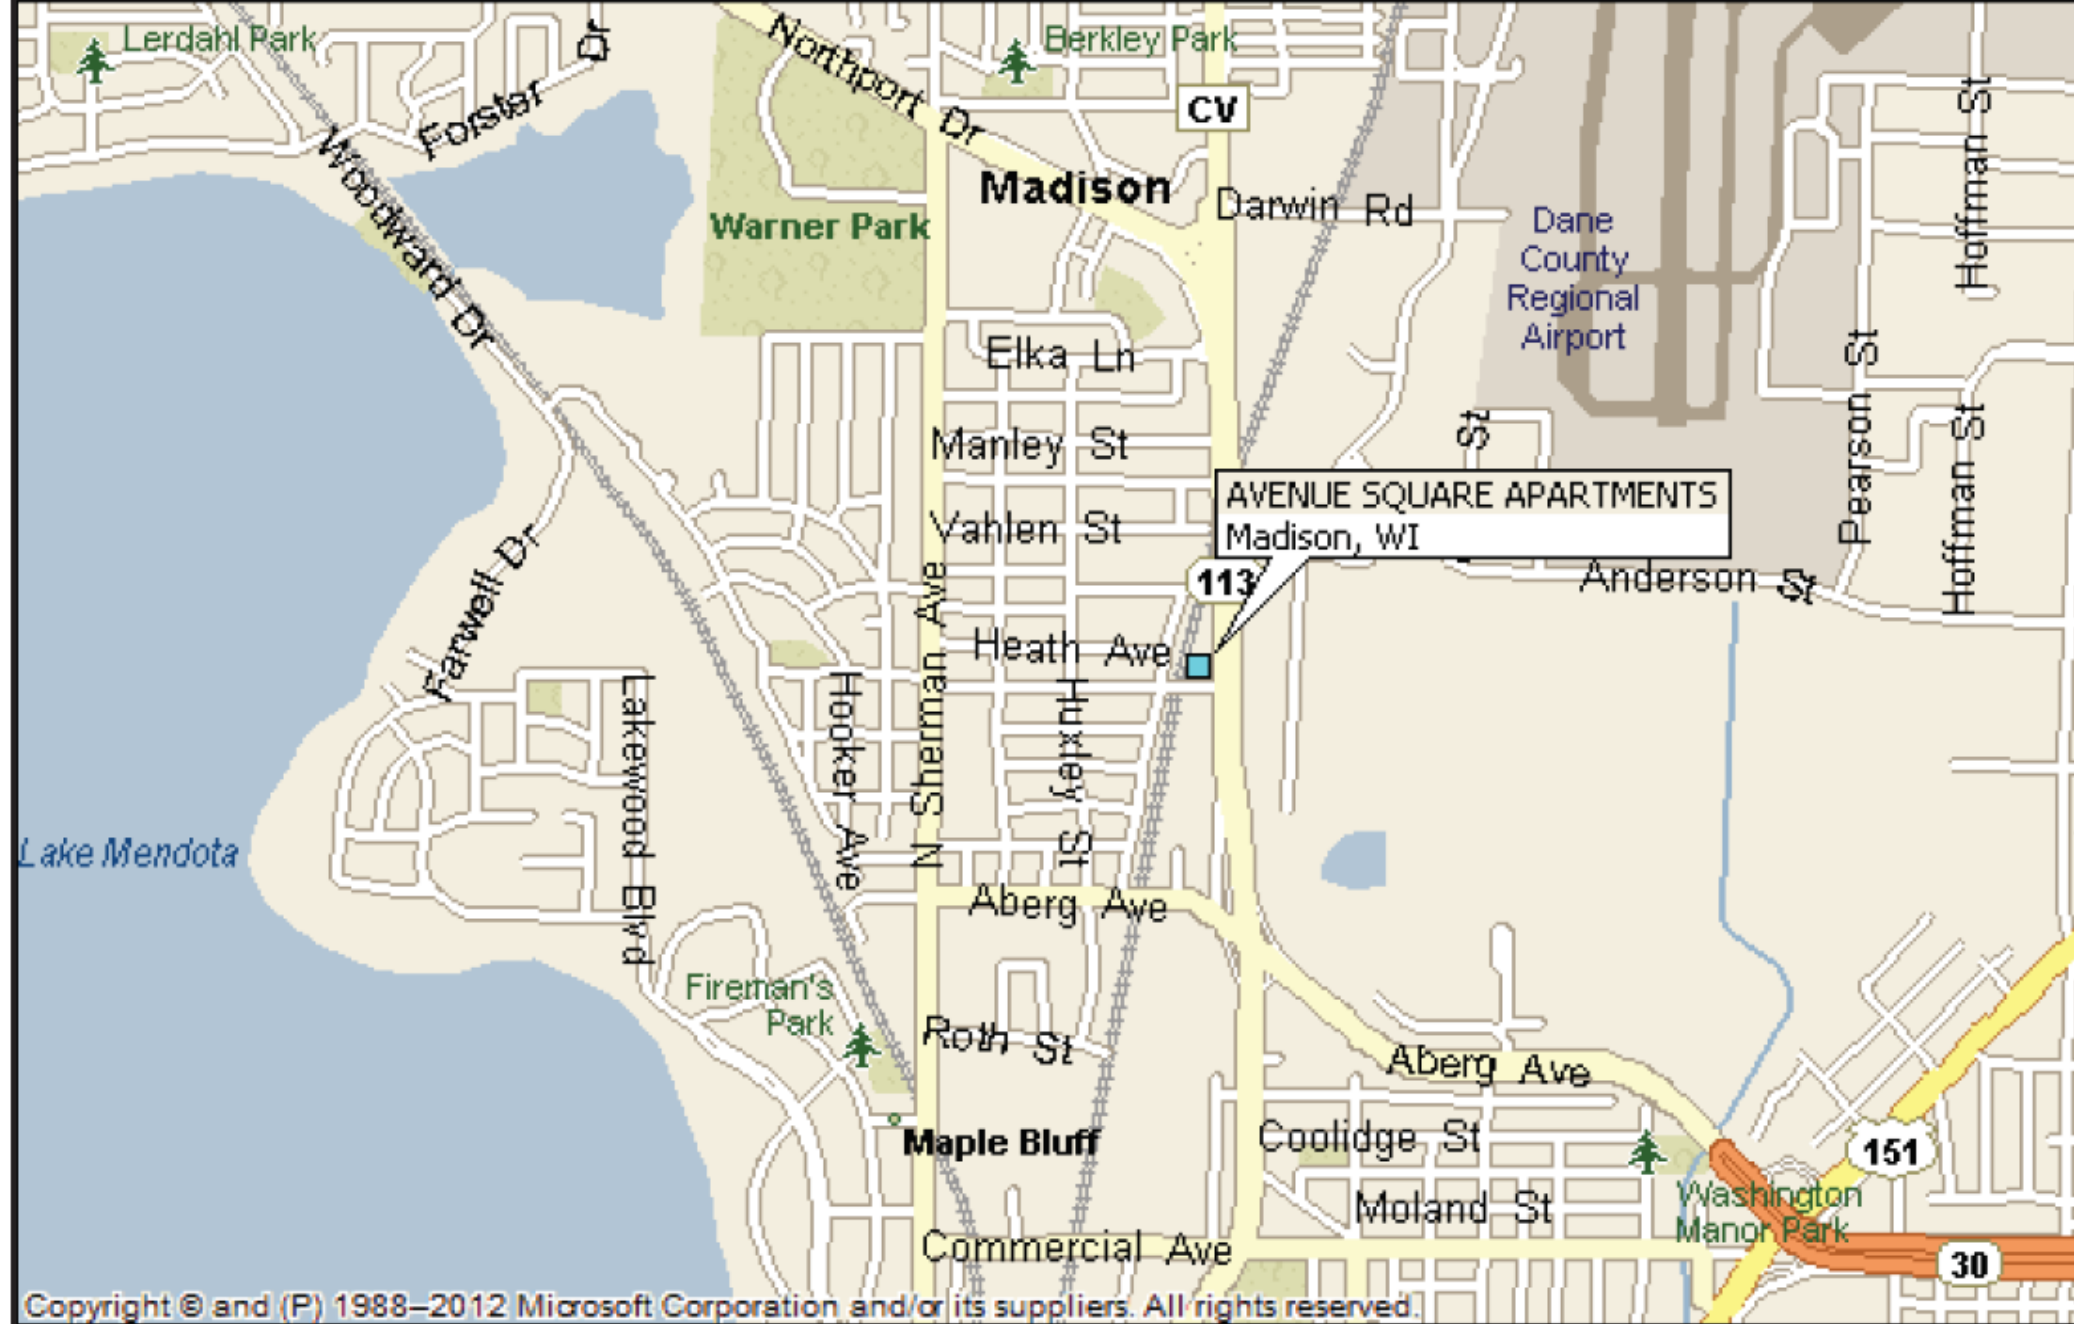 Lerdahl Park
Forster Dr
Northport Dr
Berkley Park
CV
Madison
Warner Park
Darwin Rd
Dane
County
Regional
Airport
Hoffman St
Woodward Dr
Elka Ln
Pearson St
Manley St
St
Hoffman St
AVENUE SQUARE APARTMENTS
Madison, WI
Vahlen St
113
Anderson St
Farwell Dr
N Sherman Ave
Heath Ave
Lakewood Blvd
Hooker Ave
Huxley St
Lake Mendota
Aberg Ave
Fireman's
Park
Roth St
Aberg Ave
Maple Bluff
Coolidge St
151
Moland St
Washington
Manor Park
Commercial Ave
30
Copyright © and (P) 1988–2012 Microsoft Corporation and/or its suppliers. All rights reserved.